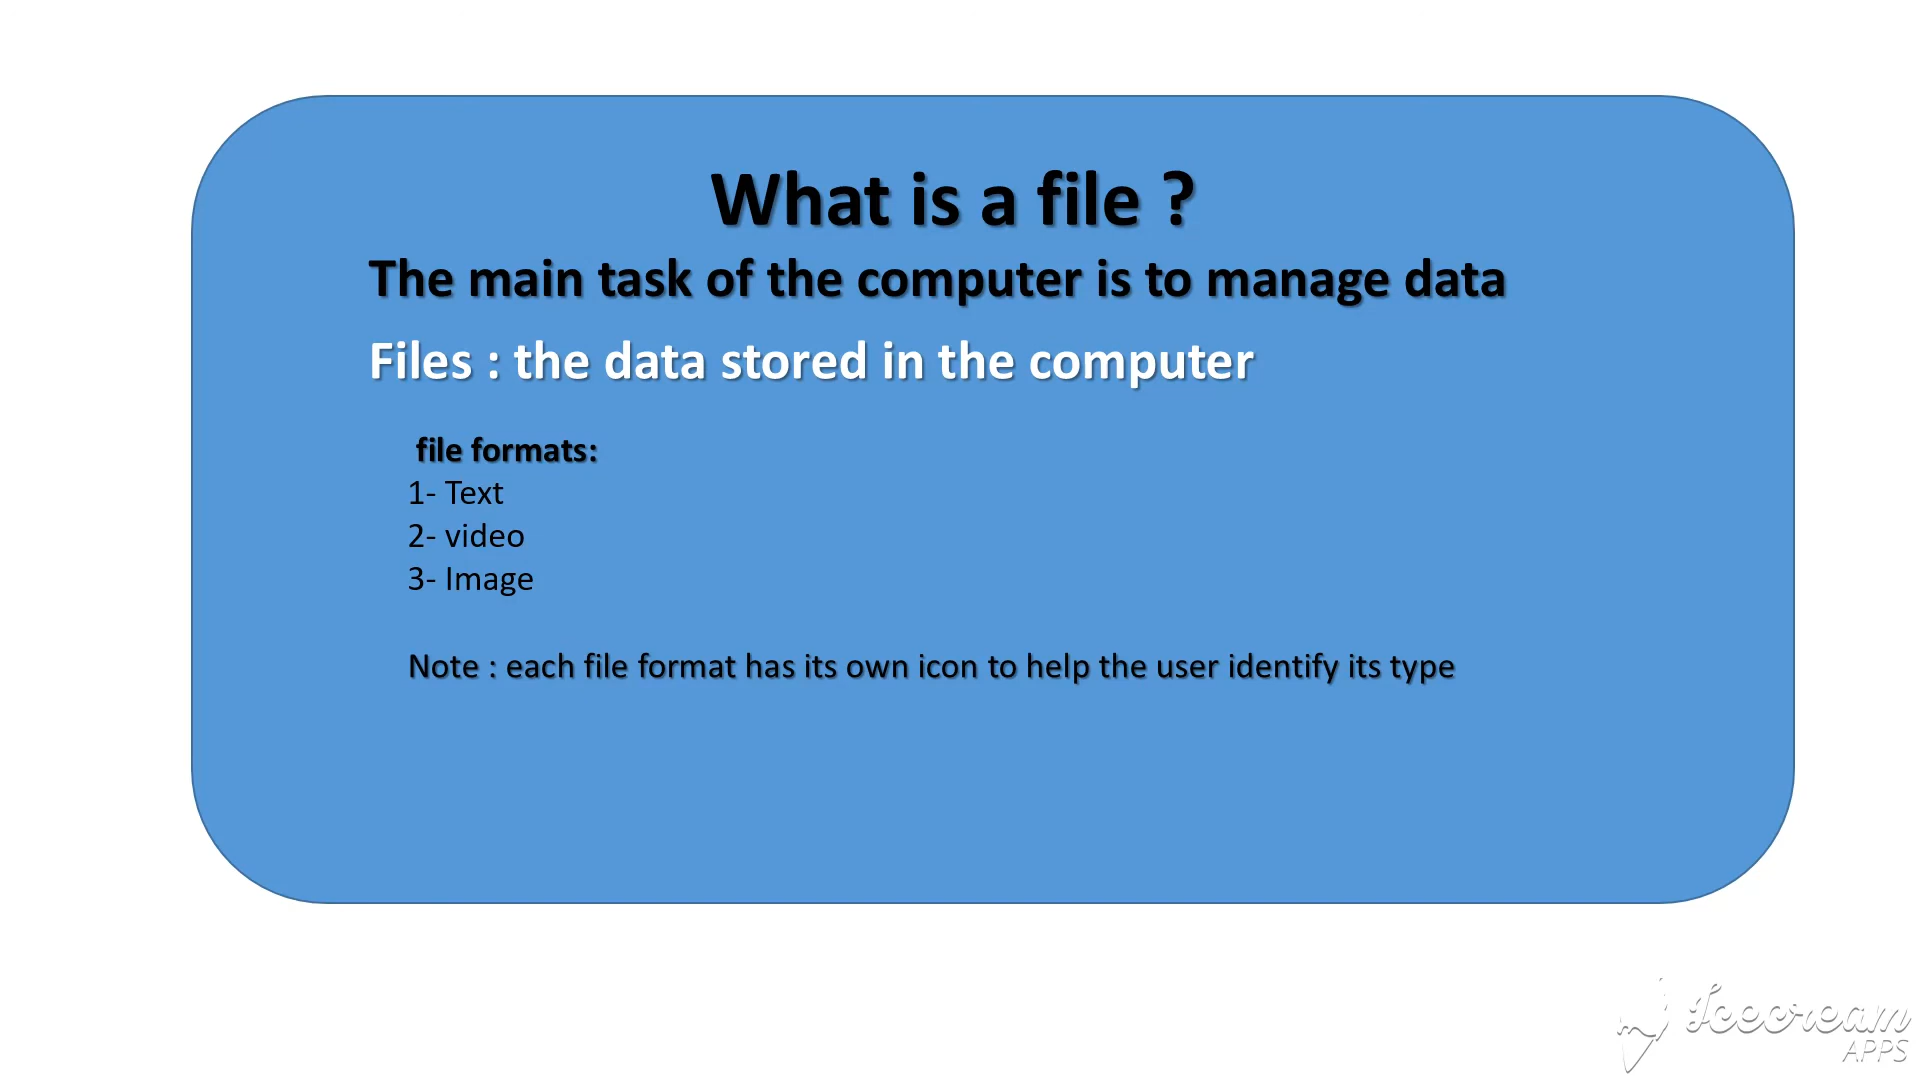 What is a file ?
The main task of the computer is to manage data
Files : the data stored in the computer
file formats:
1- Text
2- video
3- Image
Note : each file format has its own icon to help the user identify its type
Icecream
APPS